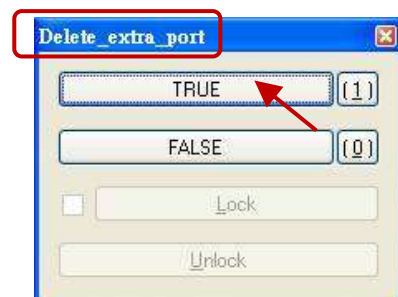 Delete_extra_port
TRUE (1)
FALSE (0)
Lock
Unlock